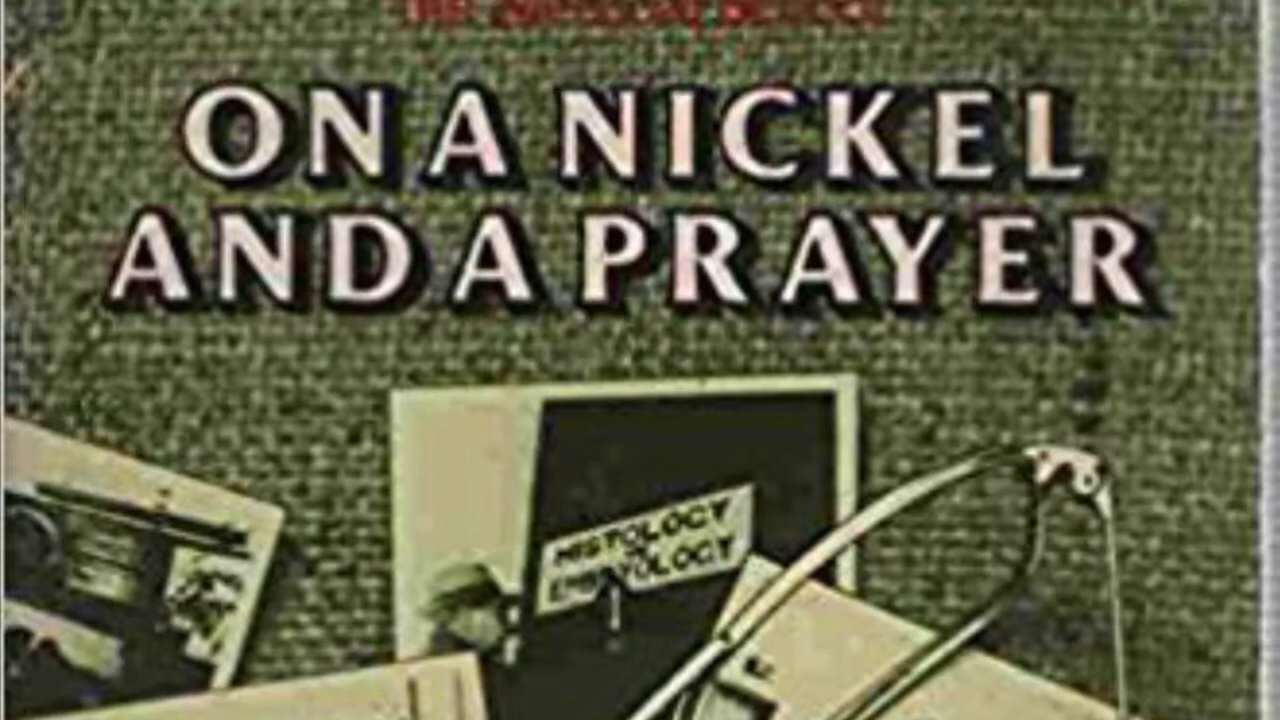 ON A NICKEL
AND A PRAYER
HISTOLOGY
EMBRYOLOGY